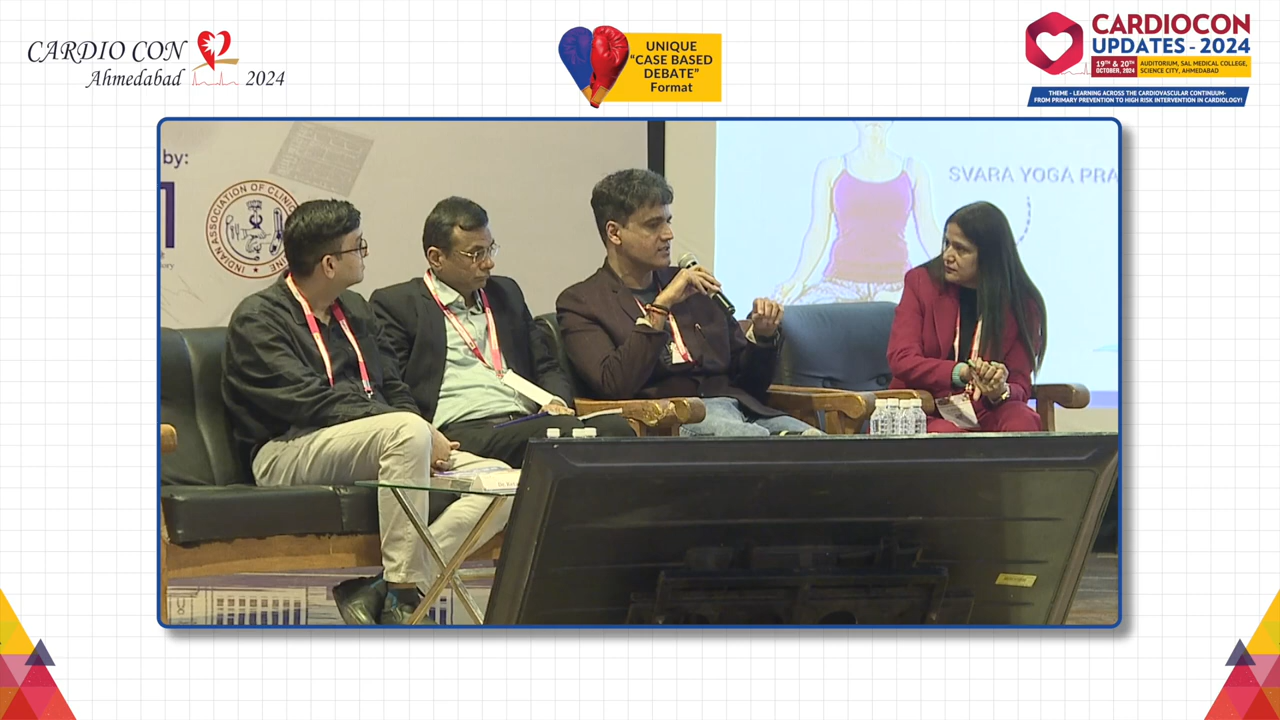 CARDIO CON
Ahmedabad 2024
UNIQUE
"CASE BASED
DEBATE"
Format
CARDIOCON
UPDATES - 2024
19TH & 20TH
OCTOBER, 2024
AUDITORIUM, SAL MEDICAL COLLEGE,
SCIENCE CITY, AHMEDABAD
THEME - LEARNING ACROSS THE CARDIOVASCULAR CONTINUUM-
FROM PRIMARY PREVENTION TO HIGH RISK INTERVENTION IN CARDIOLOGY!
by:
INDIAN ASSOCIATION OF CLINIC
INE
SVARA YOGA PRA